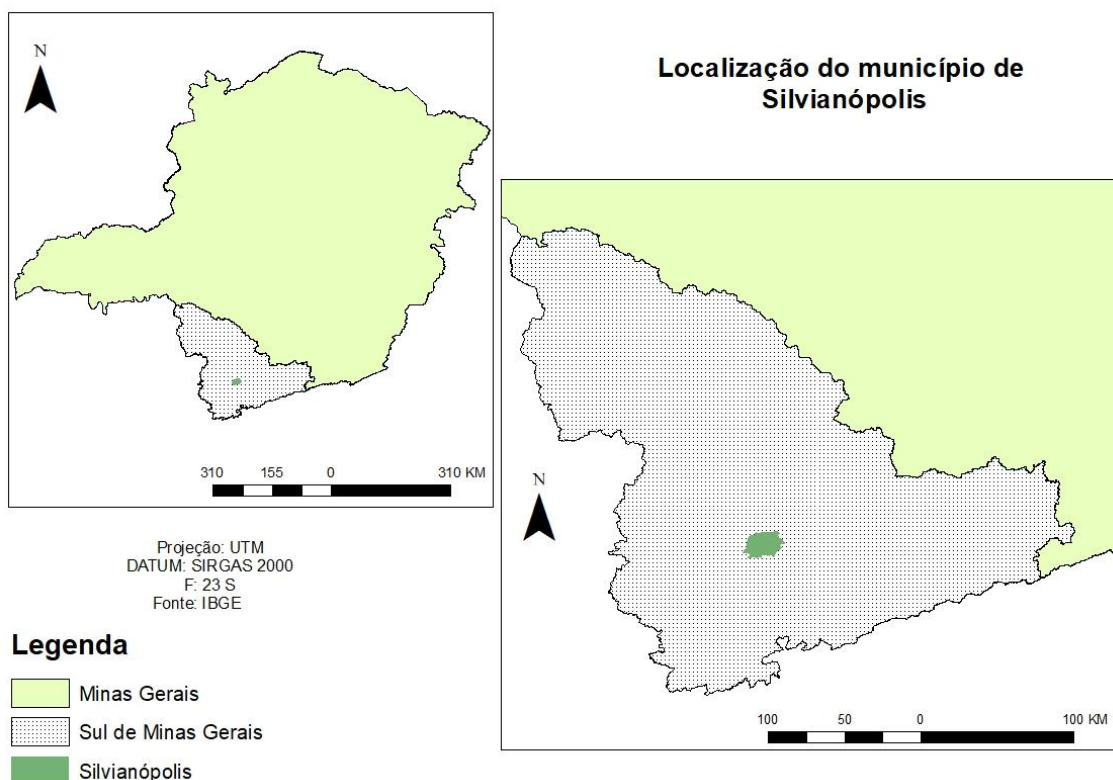 N
Localização do município de
Silvianópolis
310 155 0 310 KM
N
Projeção: UTM
DATUM: SIRGAS 2000
F: 23 S
Fonte: IBGE
Legenda
Minas Gerais
Sul de Minas Gerais
Silvianópolis
100 50 0 100 KM